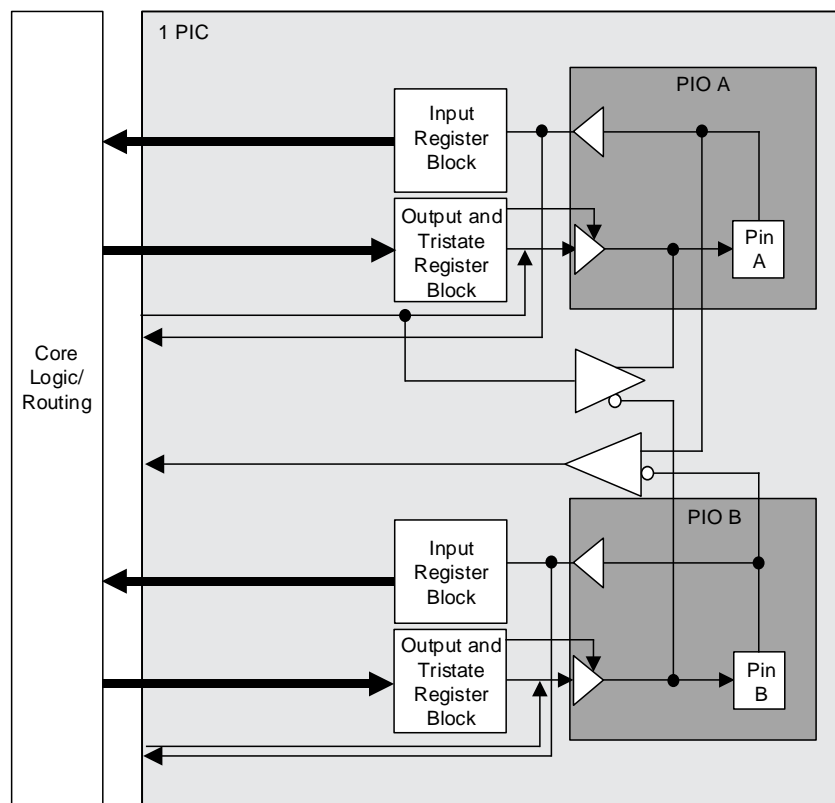 1 PIC
PIO A
Input
Register
Block
Output and
Tristate
Register
Block
Pin
A
Core
Logic/
Routing
PIO B
Input
Register
Block
Output and
Tristate
Register
Block
Pin
B